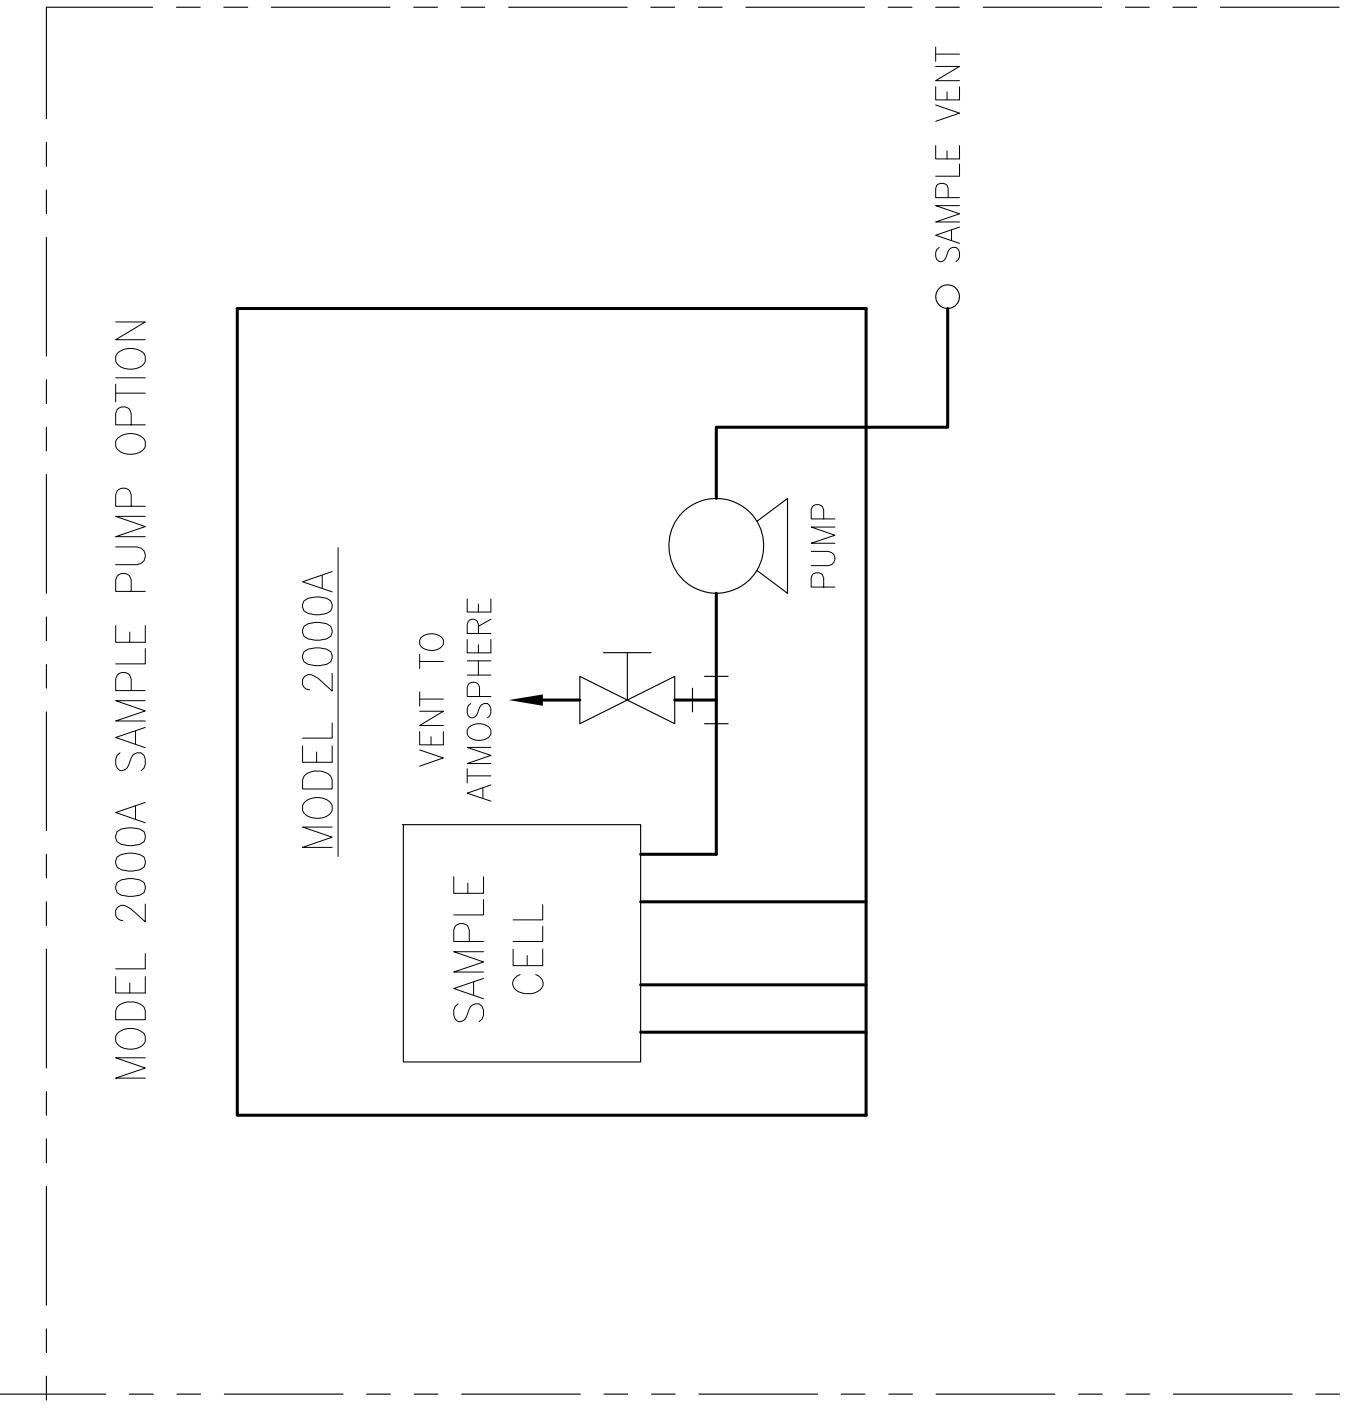 MODEL 2000A SAMPLE PUMP OPTION
MODEL 2000A
VENT TO
ATMOSPHERE
SAMPLE
CELL
PUMP
SAMPLE VENT